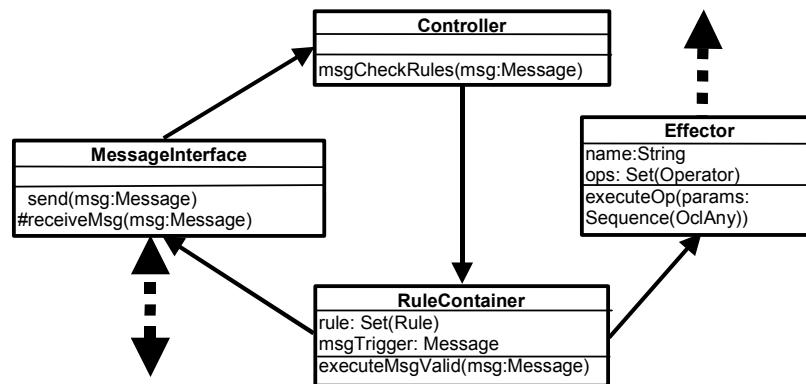 Controller
msgCheckRules(msg:Message)
MessageInterface
send(msg:Message)
#receiveMsg(msg:Message)
Effector
name:String
ops: Set(Operator)
executeOp(params:
Sequence(OclAny))
RuleContainer
rule: Set(Rule)
msgTrigger: Message
executeMsgValid(msg:Message)